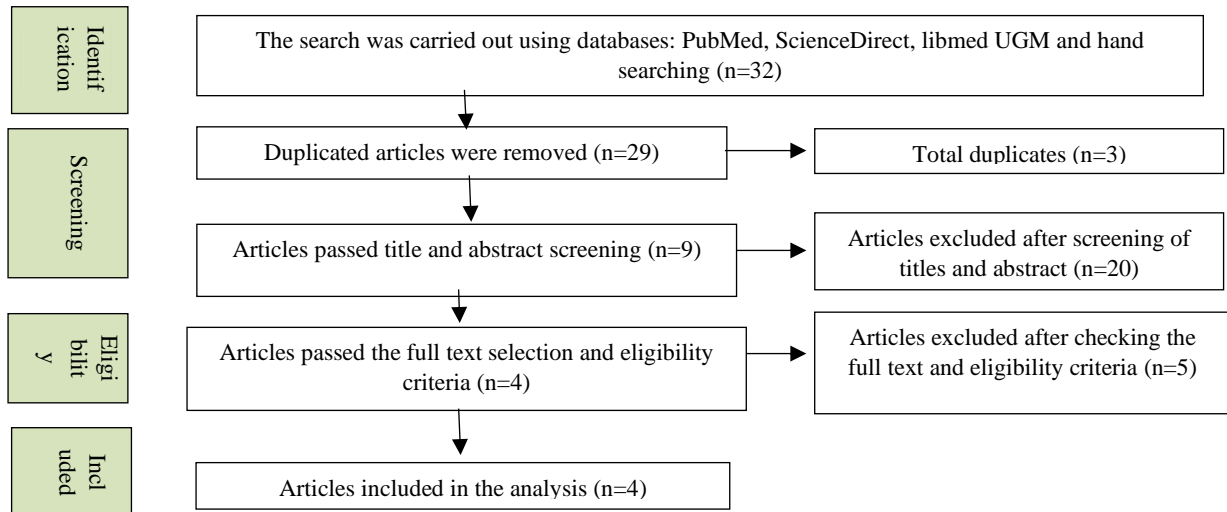 Identif
ication
The search was carried out using databases: PubMed, ScienceDirect, libmed UGM and hand
searching (n=32)
Screening
Duplicated articles were removed (n=29)
Total duplicates (n=3)
Articles passed title and abstract screening (n=9)
Articles excluded after screening of
titles and abstract (n=20)
Eligi
bilit
y
Articles passed the full text selection and eligibility
criteria (n=4)
Articles excluded after checking the
full text and eligibility criteria (n=5)
Incl
uded
Articles included in the analysis (n=4)